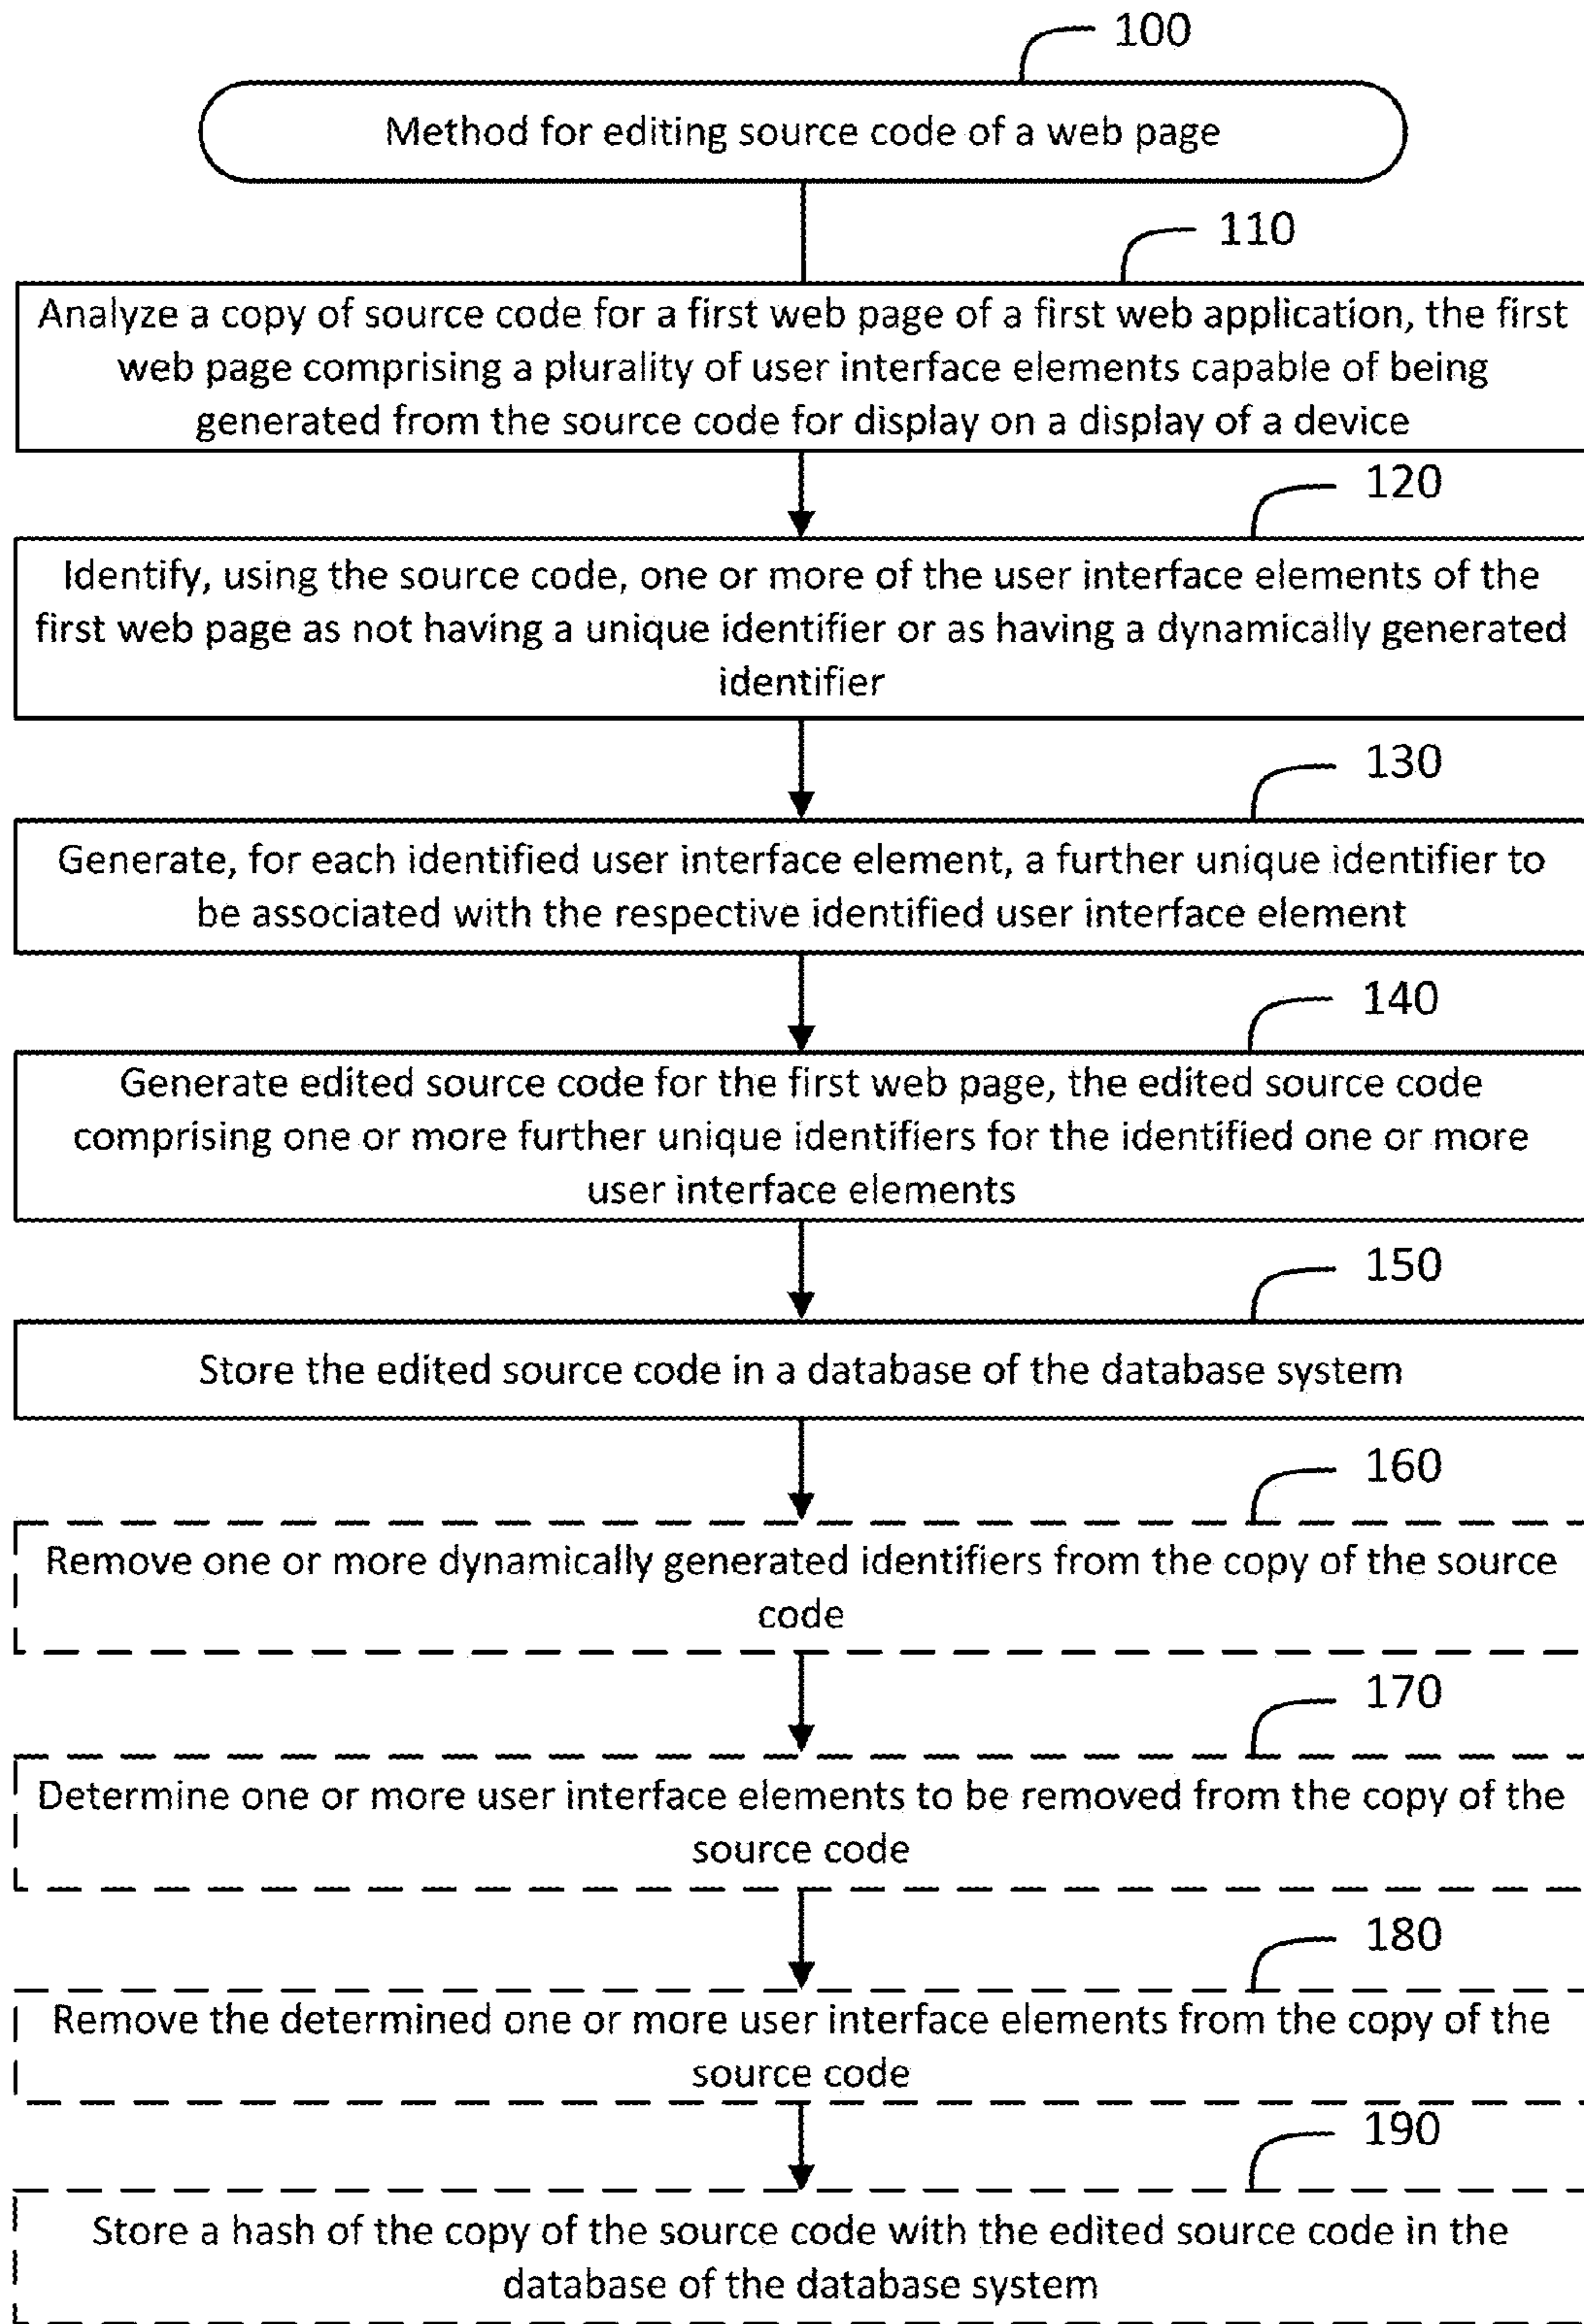 100
Method for editing source code of a web page
110
Analyze a copy of source code for a first web page of a first web application, the first
web page comprising a plurality of user interface elements capable of being
generated from the source code for display on a display of a device
120
Identify, using the source code, one or more of the user interface elements of the
first web page as not having a unique identifier or as having a dynamically generated
identifier
130
Generate, for each identified user interface element, a further unique identifier to
be associated with the respective identified user interface element
140
Generate edited source code for the first web page, the edited source code
comprising one or more further unique identifiers for the identified one or more
user interface elements
150
Store the edited source code in a database of the database system
160
Remove one or more dynamically generated identifiers from the copy of the source
code
170
Determine one or more user interface elements to be removed from the copy of the
source code
180
Remove the determined one or more user interface elements from the copy of the
source code
190
Store a hash of the copy of the source code with the edited source code in the
database of the database system